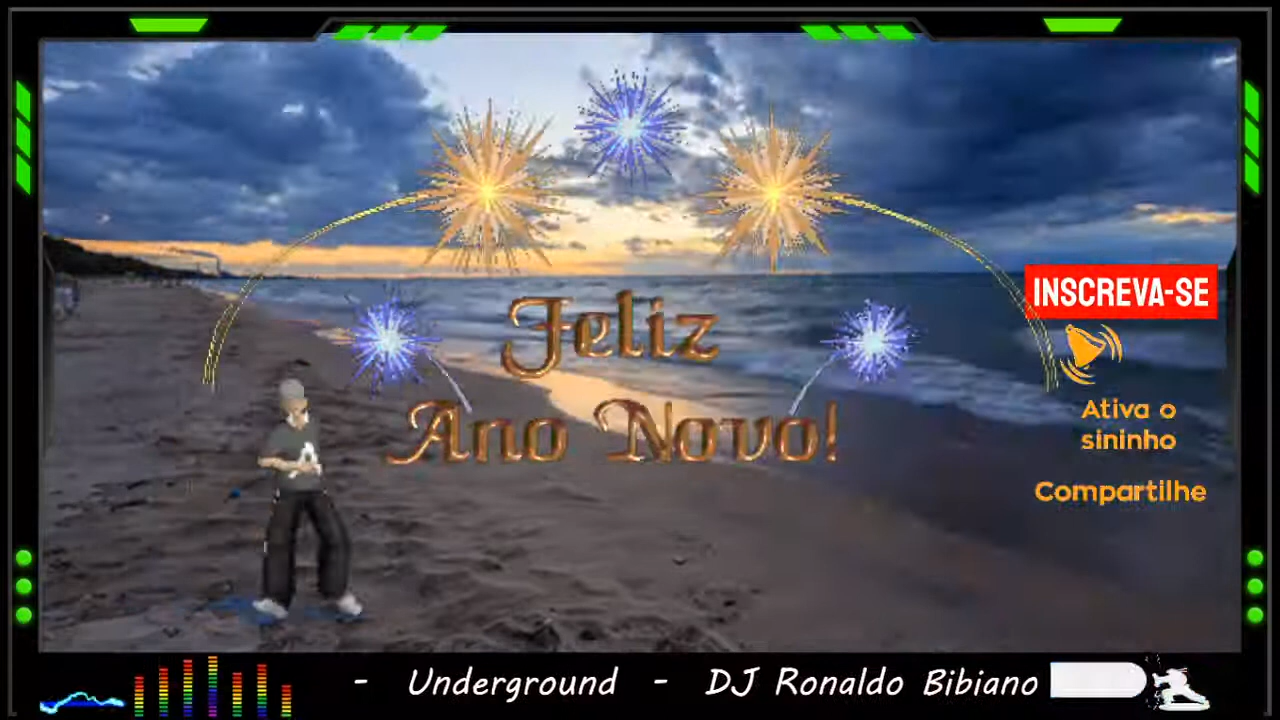 Feliz
Ano Novo!
INSCREVA-SE
Ativa o
sininho
Compartilhe
- Underground - DJ Ronaldo Bibiano